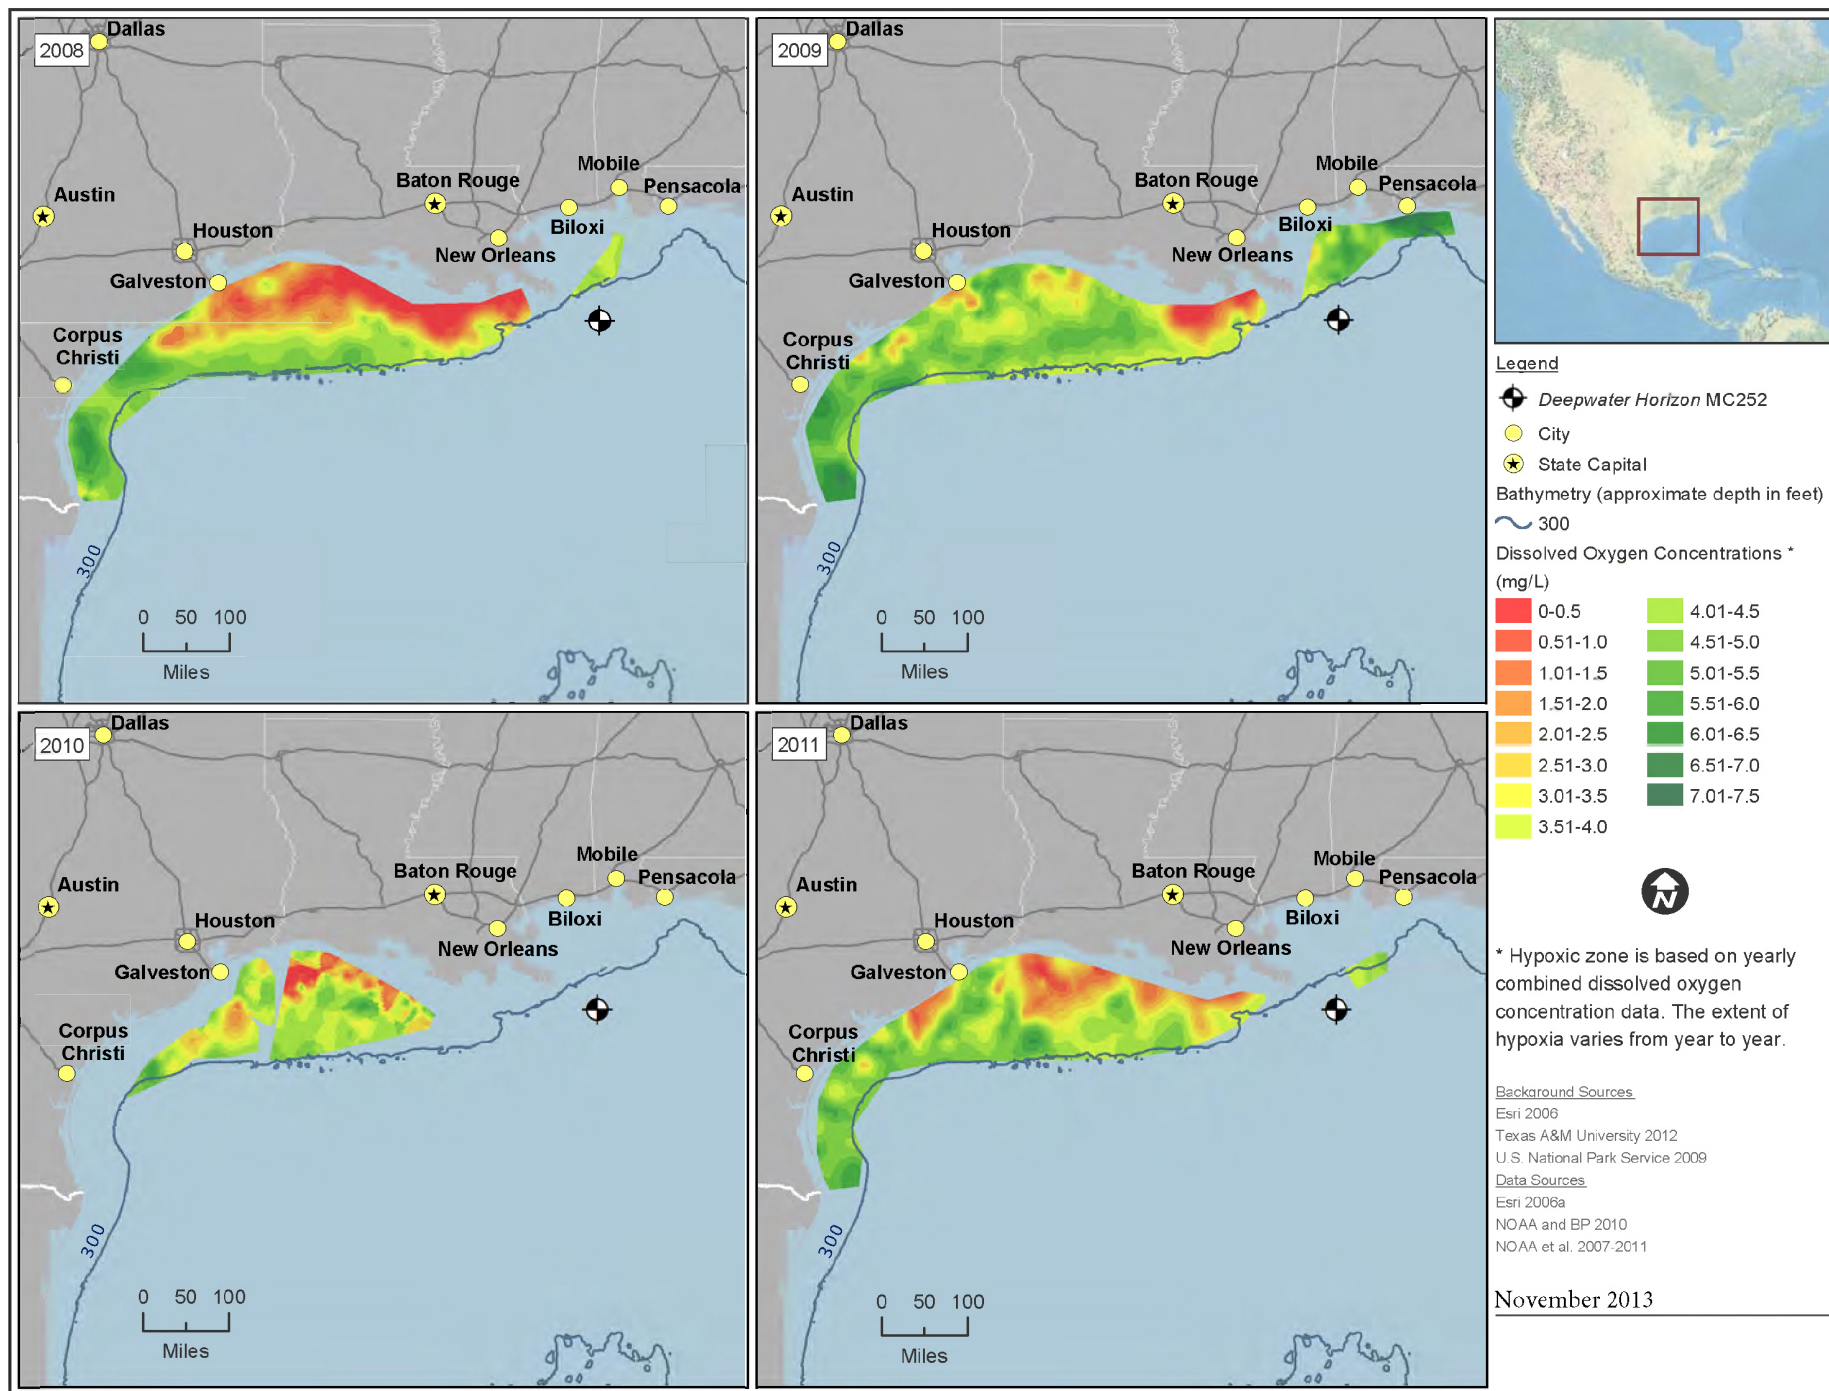 2008
Dallas
Austin
Houston
Galveston
Corpus
Christi
Baton Rouge
New Orleans
Mobile
Biloxi
Pensacola
300
0 50 100
Miles
2009
Dallas
Austin
Houston
Galveston
Corpus
Christi
Baton Rouge
New Orleans
Mobile
Biloxi
Pensacola
300
0 50 100
Miles
2010
Dallas
Austin
Houston
Galveston
Corpus
Christi
Baton Rouge
New Orleans
Mobile
Biloxi
Pensacola
300
0 50 100
Miles
2011
Dallas
Austin
Houston
Galveston
Corpus
Christi
Baton Rouge
New Orleans
Mobile
Biloxi
Pensacola
300
0 50 100
Miles
Legend
Deepwater Horizon MC252
City
State Capital
Bathymetry (approximate depth in feet)
300
Dissolved Oxygen Concentrations *
(mg/L)
0-0.5
0.51-1.0
1.01-1.5
1.51-2.0
2.01-2.5
2.51-3.0
3.01-3.5
3.51-4.0
4.01-4.5
4.51-5.0
5.01-5.5
5.51-6.0
6.01-6.5
6.51-7.0
7.01-7.5
N
* Hypoxic zone is based on yearly
combined dissolved oxygen
concentration data. The extent of
hypoxia varies from year to year.
Background Sources
Esri 2006
Texas A&M University 2012
U.S. National Park Service 2009
Data Sources
Esri 2006a
NOAA and BP 2010
NOAA et al. 2007-2011
November 2013